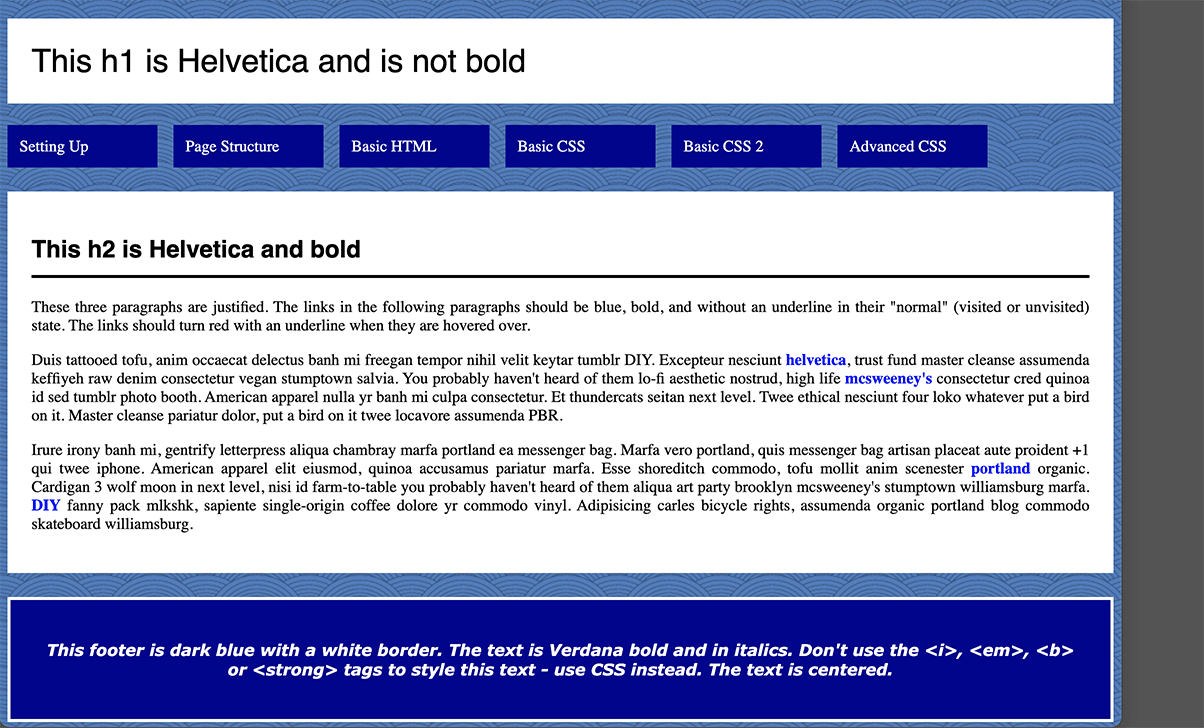 This h1 is Helvetica and is not bold
Setting Up
Page Structure
Basic HTML
Basic CSS
Basic CSS 2
Advanced CSS
This h2 is Helvetica and bold
These three paragraphs are justified. The links in the following paragraphs should be blue, bold, and without an underline in their "normal" (visited or unvisited)
state. The links should turn red with an underline when they are hovered over.
Duis tattooed tofu, anim occaecat delectus banh mi freegan tempor nihil velit keytar tumblr DIY. Excepteur nesciunt helvetica, trust fund master cleanse assumenda
keffiyeh raw denim consectetur vegan stumptown salvia. You probably haven't heard of them lo-fi aesthetic nostrud, high life mcsweeney's consectetur cred quinoa
id sed tumblr photo booth. American apparel nulla yr banh mi culpa consectetur. Et thundercats seitan next level. Twee ethical nesciunt four loko whatever put a bird
on it. Master cleanse pariatur dolor, put a bird on it twee locavore assumenda PBR.
Irure irony banh mi, gentrify letterpress aliqua chambray marfa portland ea messenger bag. Marfa vero portland, quis messenger bag artisan placeat aute proident +1
qui twee iphone. American apparel elit eiusmod, quinoa accusamus pariatur marfa. Esse shoreditch commodo, tofu mollit anim scenester portland organic.
Cardigan 3 wolf moon in next level, nisi id farm-to-table you probably haven't heard of them aliqua art party brooklyn mcsweeney's stumptown williamsburg marfa.
DIY fanny pack mlkshk, sapiente single-origin coffee dolore yr commodo vinyl. Adipisicing carles bicycle rights, assumenda organic portland blog commodo
skateboard williamsburg.
This footer is dark blue with a white border. The text is Verdana bold and in italics. Don't use the <i>, <em>, <b>
or <strong> tags to style this text - use CSS instead. The text is centered.